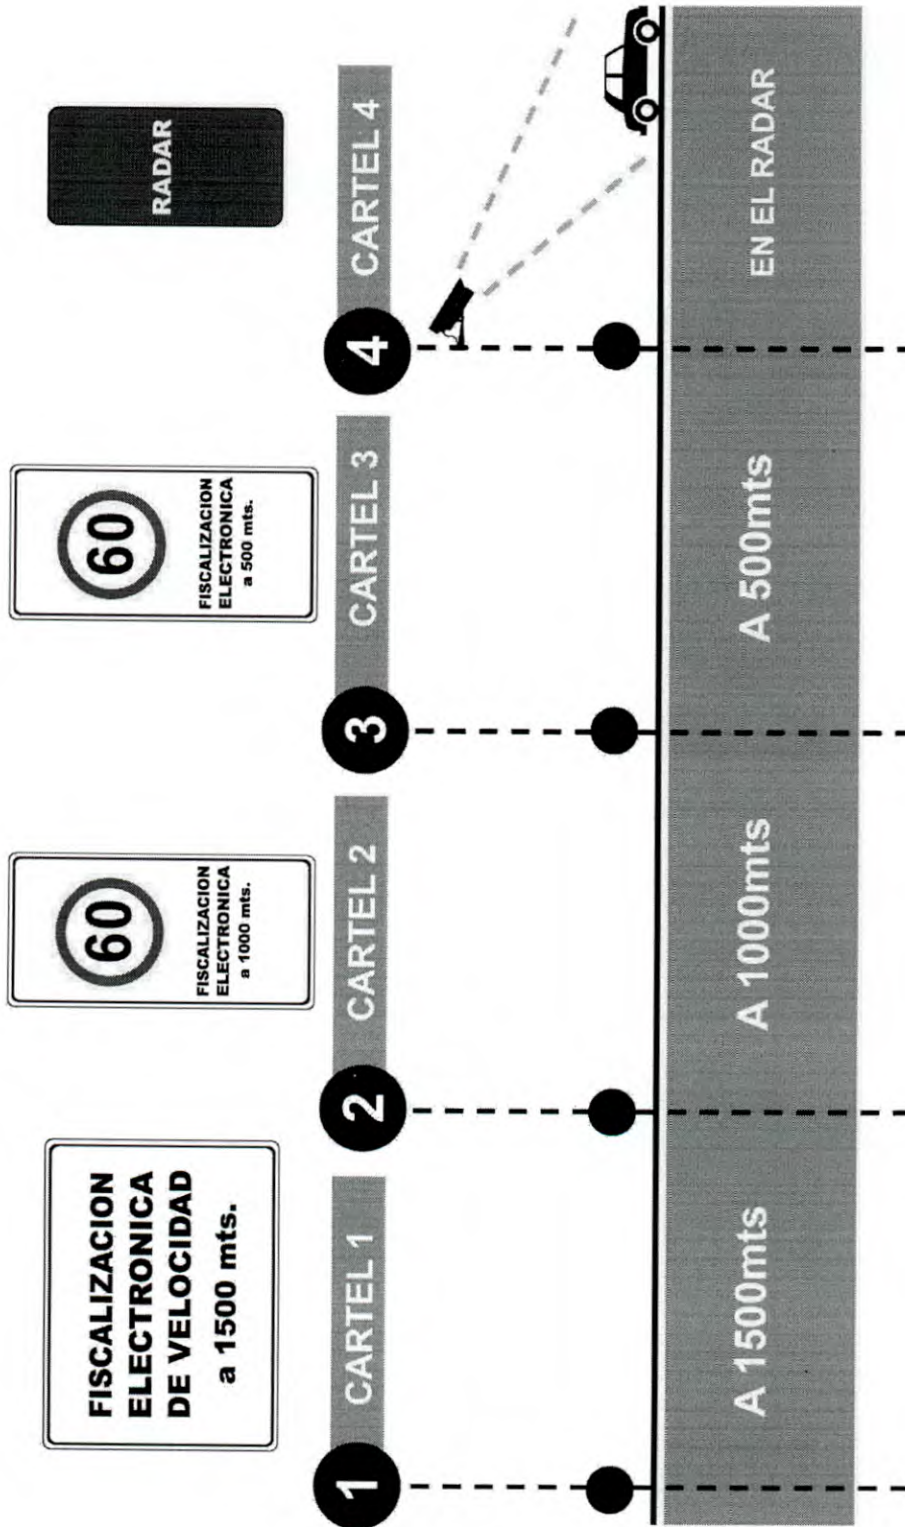 FISCALIZACION
ELECTRONICA
DE VELOCIDAD
a 1500 mts.
60
FISCALIZACION
ELECTRONICA
a 1000 mts.
60
FISCALIZACION
ELECTRONICA
a 500 mts.
RADAR
1
CARTEL 1
2
CARTEL 2
3
CARTEL 3
4
CARTEL 4
A 1500mts
A 1000mts
A 500mts
EN EL RADAR